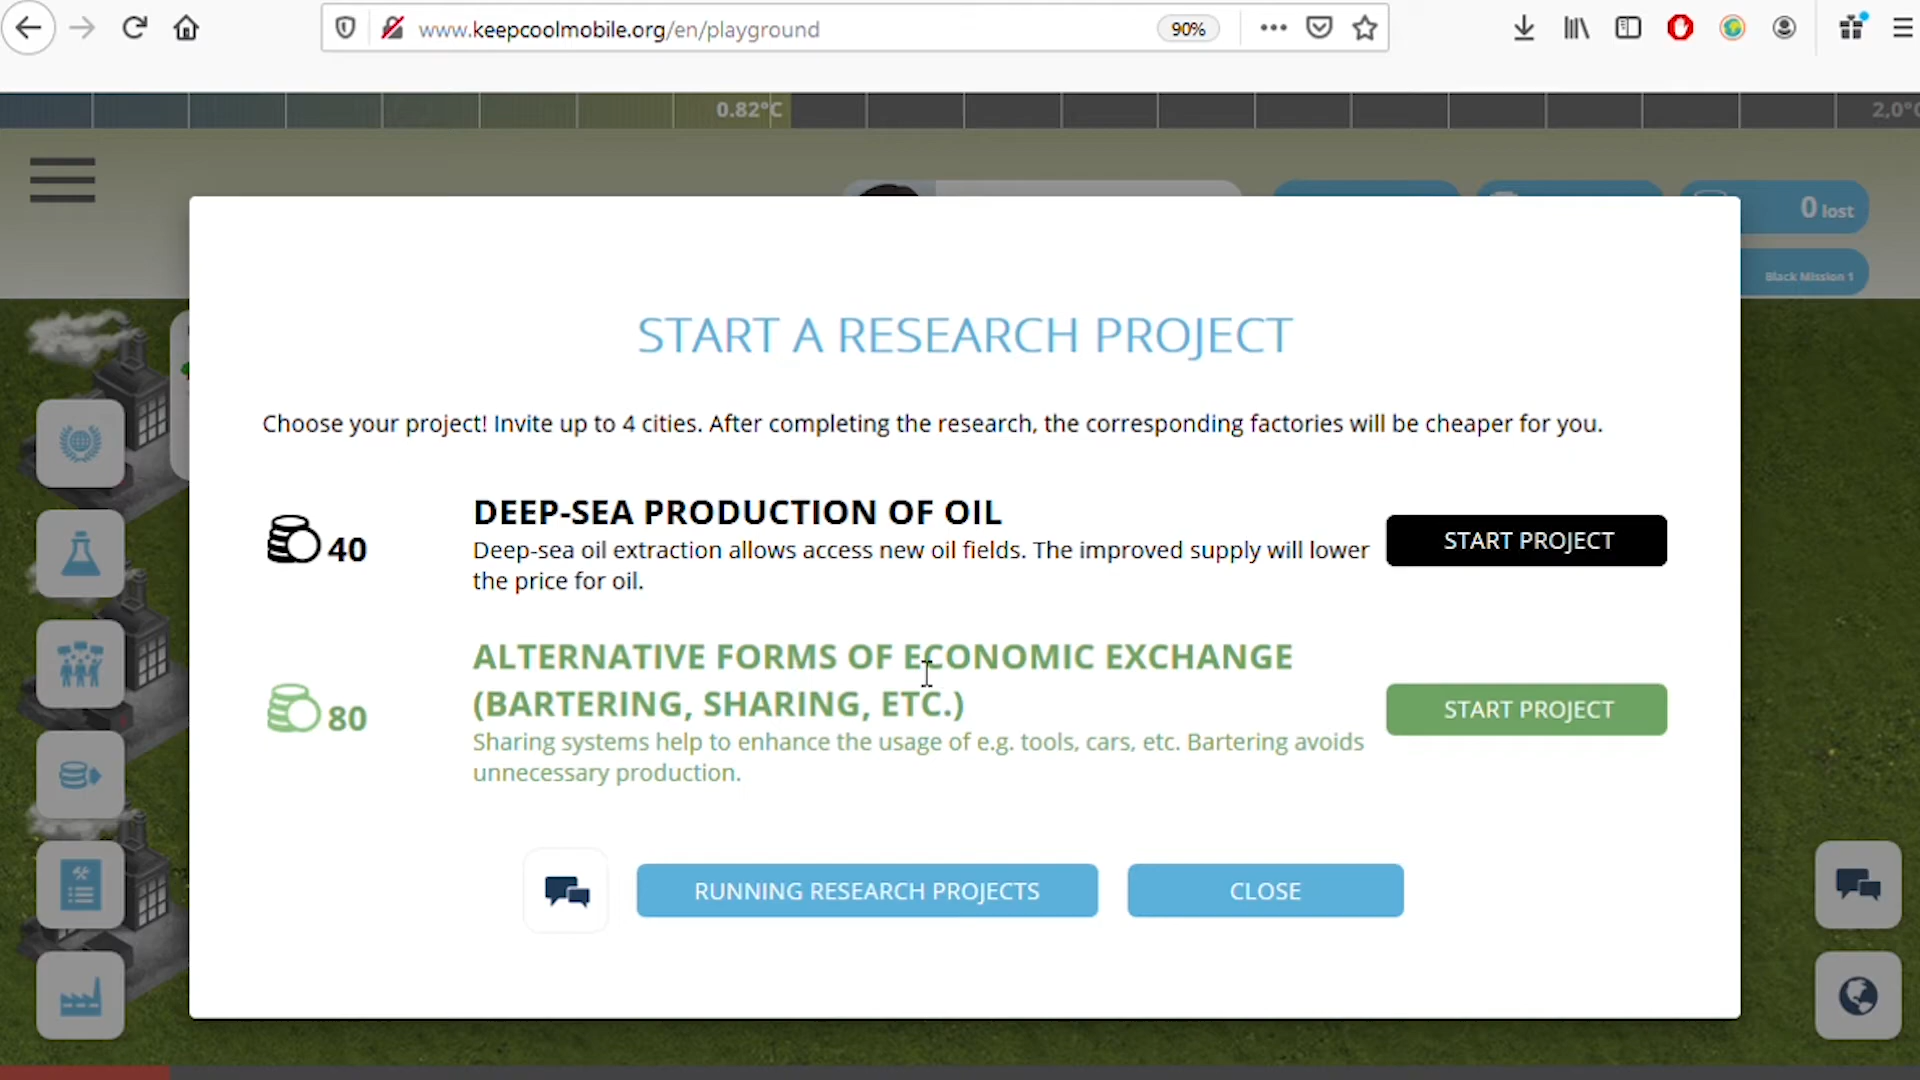 www.keepcoolmobile.org/en/playground
90%
0.82°C
2,0°C
0 lost
Black Mission 1
START A RESEARCH PROJECT
Choose your project! Invite up to 4 cities. After completing the research, the corresponding factories will be cheaper for you.
40
DEEP-SEA PRODUCTION OF OIL
Deep-sea oil extraction allows access new oil fields. The improved supply will lower
the price for oil.
START PROJECT
80
ALTERNATIVE FORMS OF ECONOMIC EXCHANGE
(BARTERING, SHARING, ETC.)
Sharing systems help to enhance the usage of e.g. tools, cars, etc. Bartering avoids
unnecessary production.
START PROJECT
RUNNING RESEARCH PROJECTS
CLOSE